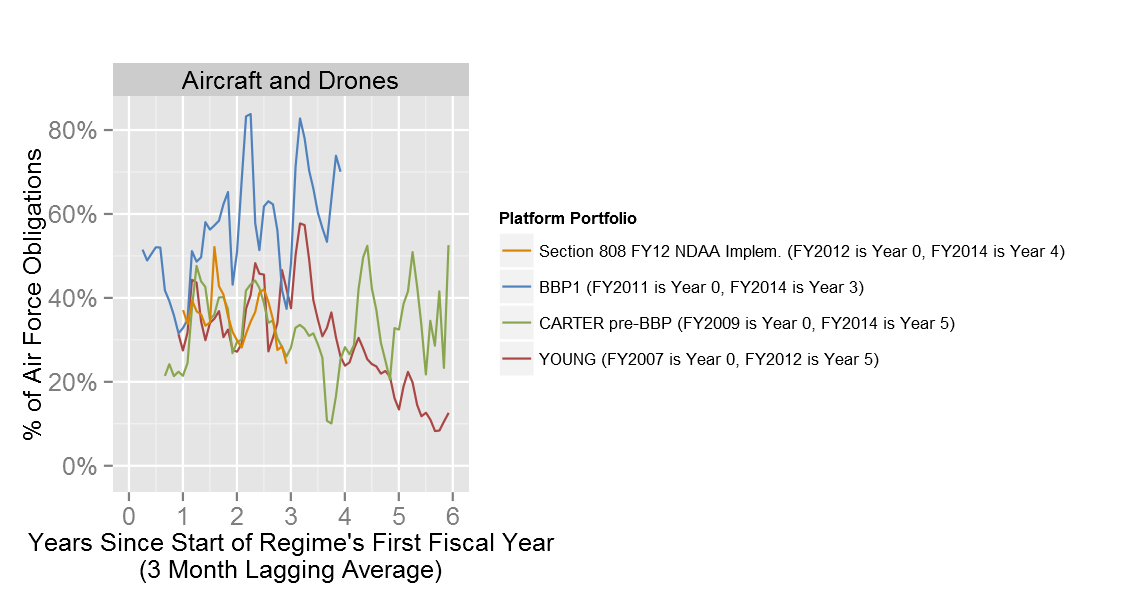 Aircraft and Drones
% of Air Force Obligations
80%
60%
40%
20%
0%
0 1 2 3 4 5 6
Years Since Start of Regime's First Fiscal Year
(3 Month Lagging Average)
Platform Portfolio
Section 808 FY12 NDAA Implem. (FY2012 is Year 0, FY2014 is Year 4)
BBP1 (FY2011 is Year 0, FY2014 is Year 3)
CARTER pre-BBP (FY2009 is Year 0, FY2014 is Year 5)
YOUNG (FY2007 is Year 0, FY2012 is Year 5)